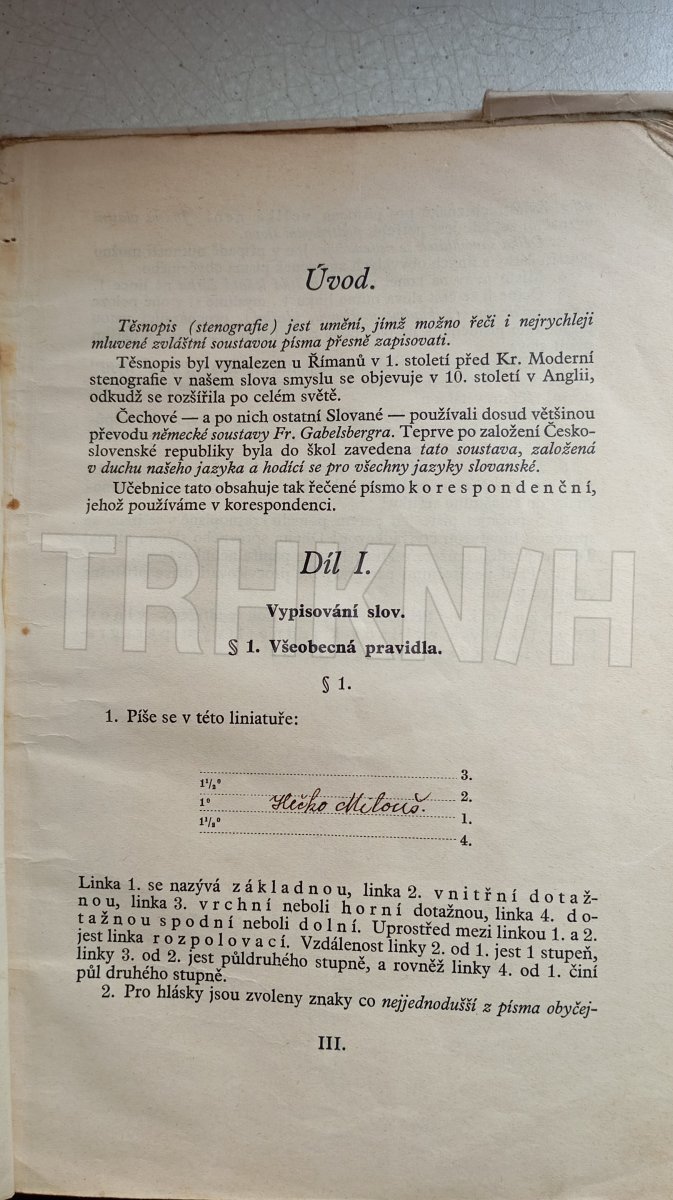 Úvod.
Těsnopis (stenografie) jest umění, jímž možno řeči i nejrychleji
mluvené zvláštní soustavou písma přesně zapisovati.
Těsnopis byl vynalezen u Římanů v 1. století před Kr. Moderní
stenografie v našem slova smyslu se objevuje v 10. století v Anglii,
odkudž se rozšířila po celém světě.
Čechové — a po nich ostatní Slované — používali dosud většinou
převodu německé soustavy Fr. Gabelsbergra. Teprve po založení Česko-
slovenské republiky byla do škol zavedena tato soustava, založená
v duchu našeho jazyka a hodící se pro všechny jazyky slovanské.
Učebnice tato obsahuje tak řečené písmo korespondenční,
jehož používáme v korespondenci.
TRHKN/H
Díl I.
Vypisování slov.
§ 1. Všeobecná pravidla.
§ 1.
1. Píše se v této liniatuře:
3.
1¹/₂°
2.
1° Hečko Milouš.
1.
1¹/₂°
4.
Linka 1. se nazývá základnou, linka 2. vnitřní dotaž-
nou, linka 3. vrchní neboli horní dotažnou, linka 4. do-
tažnou spodní neboli dolní. Uprostřed mezi linkou 1. a 2.
jest linka rozpolovací. Vzdálenost linky 2. od 1. jest 1 stupeň,
linky 3. od 2. jest půldruhého stupně, a rovněž linky 4. od 1. činí
půl druhého stupně.
2. Pro hlásky jsou zvoleny znaky co nejjednodušší z písma obyčej-
III.